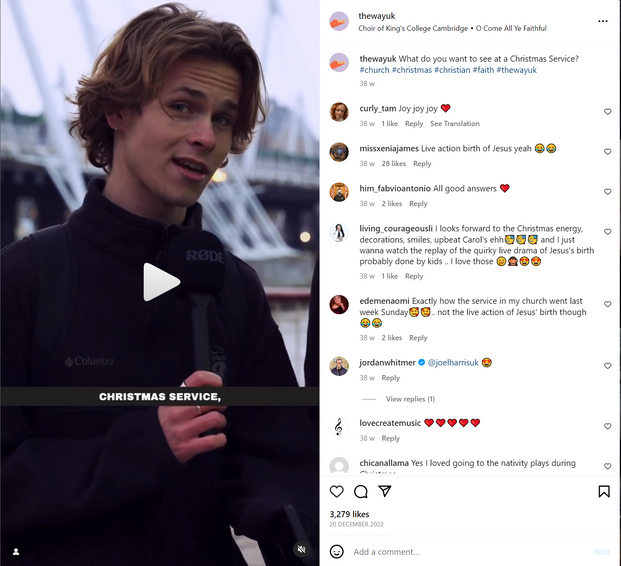 RØDE
Columbia
CHRISTMAS SERVICE,
thewayuk
Choir of King's College Cambridge • O Come All Ye Faithful
thewayuk What do you want to see at a Christmas Service?
#church #christmas #christian #faith #thewayuk
38 w
curly_tam Joy joy joy ❤️
38 w 1 like Reply See Translation
missxeniajames Live action birth of Jesus yeah 😂😂
38 w 28 likes Reply
him_fabvioantonio All good answers ❤️
38 w 2 likes Reply
living_courageousli I looks forward to the Christmas energy,
decorations, smiles, upbeat Carol's ehh🥰🥰🥰 and I just
wanna watch the replay of the quirky live drama of Jesus's birth
probably done by kids .. I love those 😄🙈😍😍
38 w 1 like Reply
edemenaomi Exactly how the service in my church went last
week Sunday🥰🥰.. not the live action of Jesus' birth though
😂😂
38 w 2 likes Reply
jordanwhitmer @joelharrisuk 😍
38 w Reply
View replies (1)
lovecreatemusic ❤️❤️❤️❤️❤️
38 w Reply
chicanallama Yes I loved going to the nativity plays during
3,279 likes
20 DECEMBER 2022
Add a comment...
Post